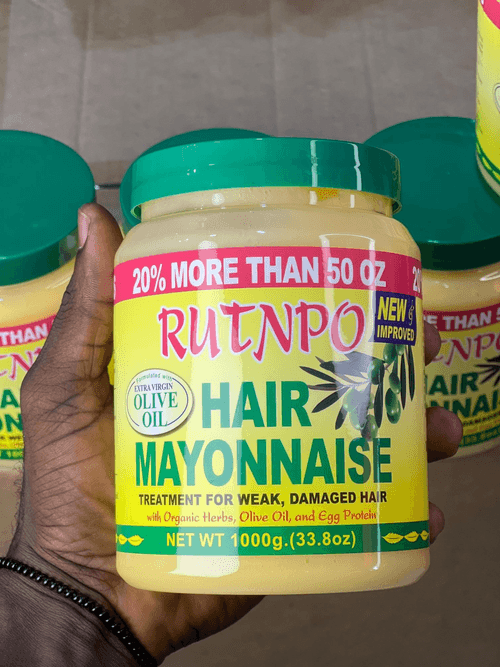 20% MORE THAN 50 OZ
RUTNPO
NEW &
IMPROVED
Formulated with
EXTRA VIRGIN
OLIVE
OIL
HAIR
MAYONNAISE
TREATMENT FOR WEAK, DAMAGED HAIR
with Organic Herbs, Olive Oil, and Egg Protein
NET WT 1000g.(33.8oz)